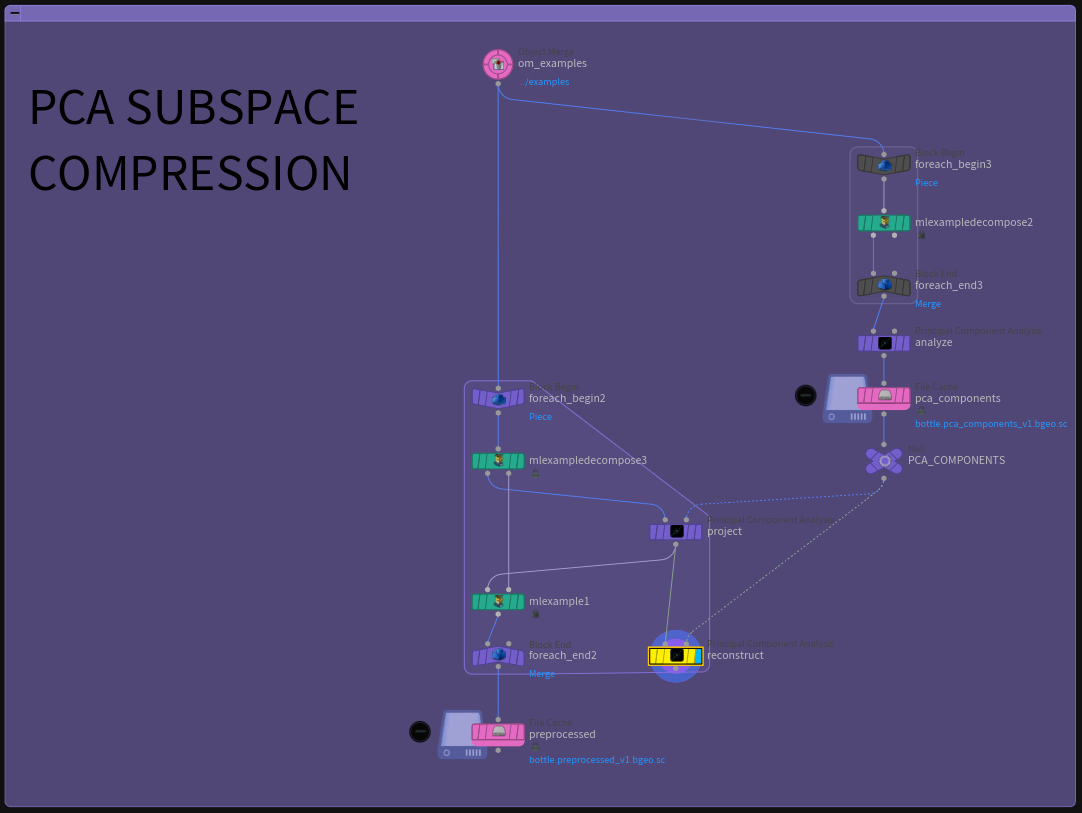 PCA SUBSPACE
COMPRESSION
Object Merge
om_examples
../examples
Block Begin
foreach_begin3
Piece
mlexampledecompose2
Block End
foreach_end3
Merge
Principal Component Analysis
analyze
File Cache
pca_components
bottle.pca_components_v1.bgeo.sc
Null
PCA_COMPONENTS
Block Begin
foreach_begin2
Piece
mlexampledecompose3
Principal Component Analysis
project
mlexample1
Block End
foreach_end2
Merge
Principal Component Analysis
reconstruct
File Cache
preprocessed
bottle.preprocessed_v1.bgeo.sc